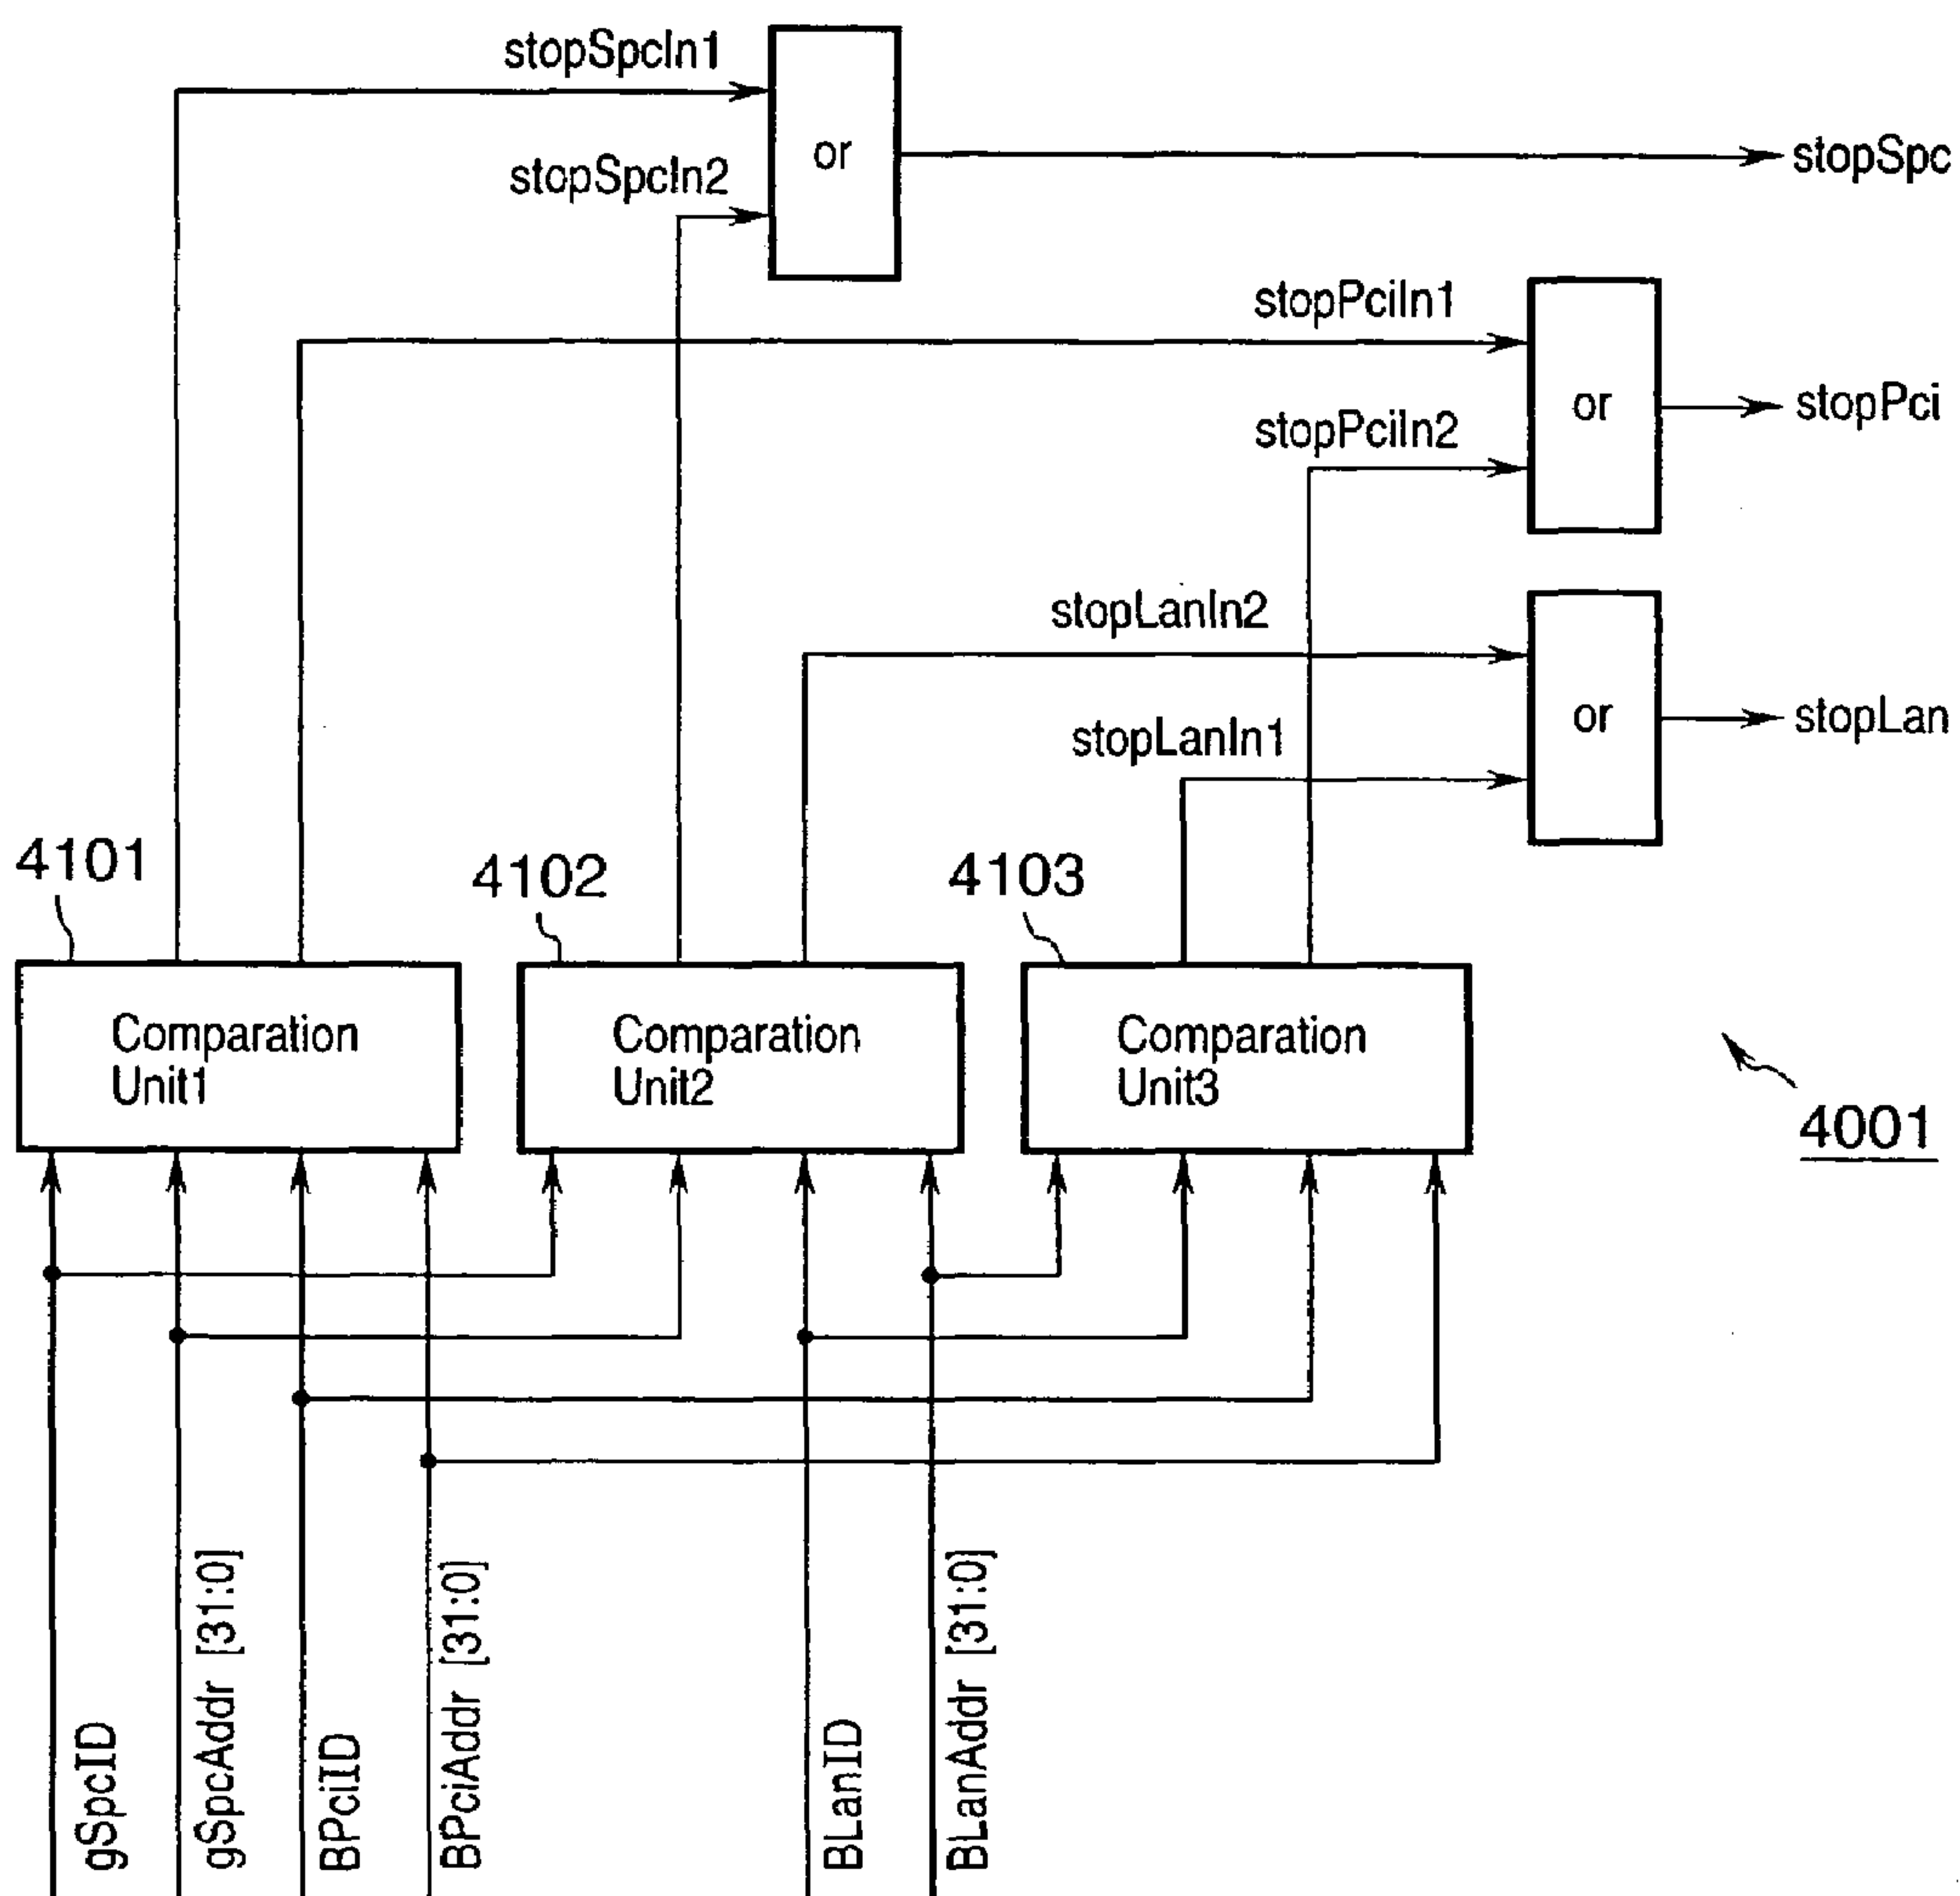 stopSpcIn1
or
stopSpc
stopSpcIn2
stopPciIn1
or
stopPci
stopPciIn2
stopLanIn2
or
stopLan
stopLanIn1
4101
4102
4103
Comparation
Unit1
Comparation
Unit2
Comparation
Unit3
4001
gSpcID
gSpcAddr [31:0]
BPciID
BPciAddr [31:0]
BLanID
BLanAddr [31:0]